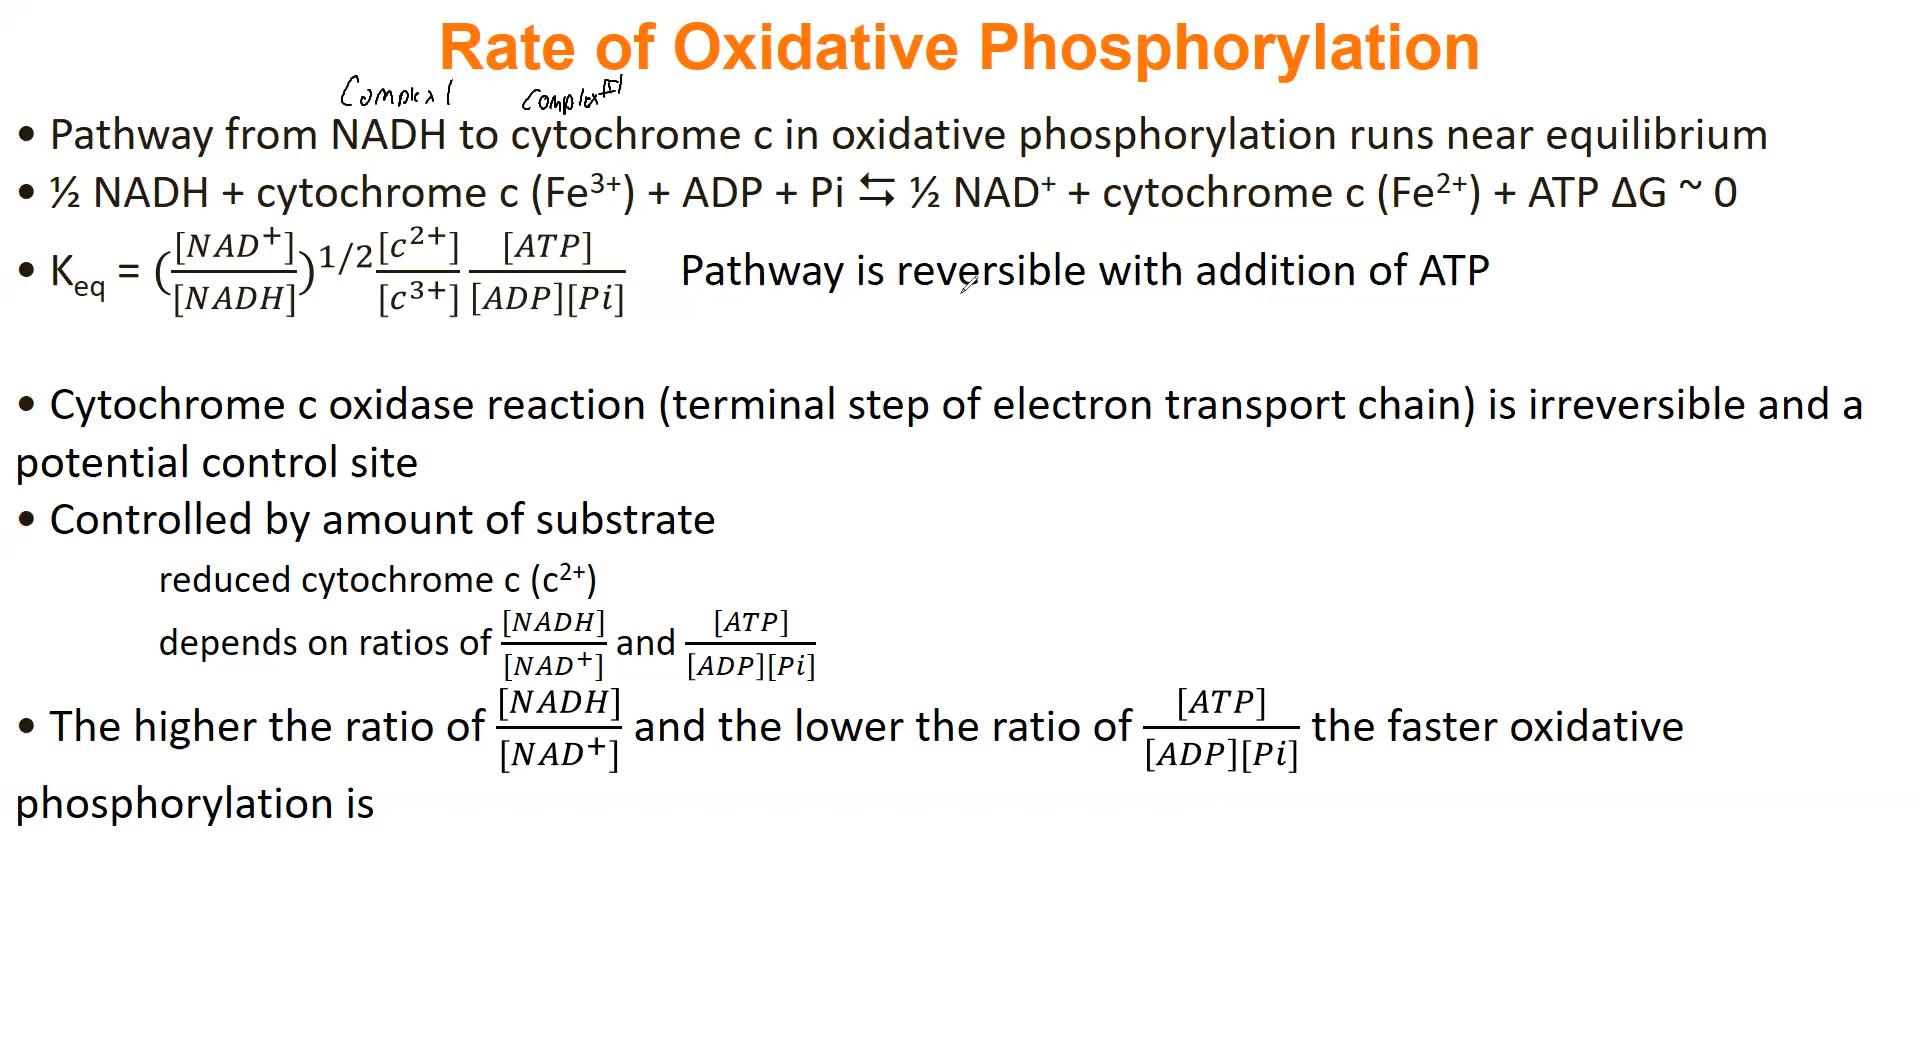 Rate of Oxidative Phosphorylation
Complex I Complex III
• Pathway from NADH to cytochrome c in oxidative phosphorylation runs near equilibrium
• ½ NADH + cytochrome c (Fe³⁺) + ADP + Pi ⇆ ½ NAD⁺ + cytochrome c (Fe²⁺) + ATP ΔG ~ 0
• Keq = ([NAD⁺]/[NADH])^1/2 [c²⁺]/[c³⁺] [ATP]/[ADP][Pi] Pathway is reversible with addition of ATP
• Cytochrome c oxidase reaction (terminal step of electron transport chain) is irreversible and a
potential control site
• Controlled by amount of substrate
reduced cytochrome c (c²⁺)
depends on ratios of [NADH]/[NAD⁺] and [ATP]/[ADP][Pi]
• The higher the ratio of [NADH]/[NAD⁺] and the lower the ratio of [ATP]/[ADP][Pi] the faster oxidative
phosphorylation is